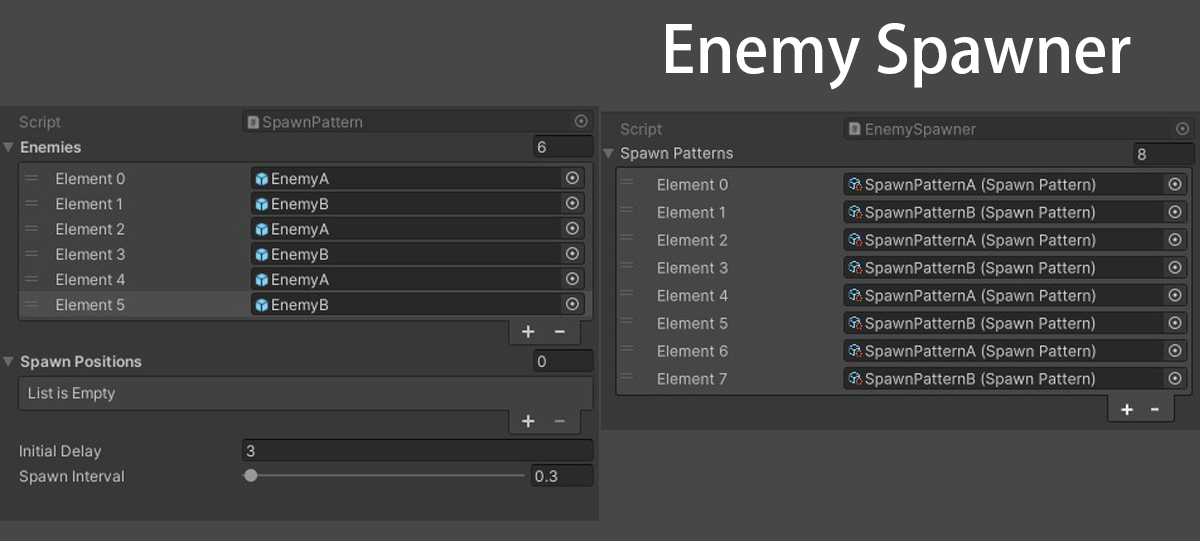 Enemy Spawner
Script SpawnPattern
Enemies 6
Element 0 EnemyA
Element 1 EnemyB
Element 2 EnemyA
Element 3 EnemyB
Element 4 EnemyA
Element 5 EnemyB
+ −
Spawn Positions 0
List is Empty
+ −
Initial Delay 3
Spawn Interval 0.3
Script EnemySpawner
Spawn Patterns 8
Element 0 SpawnPatternA (Spawn Pattern)
Element 1 SpawnPatternB (Spawn Pattern)
Element 2 SpawnPatternA (Spawn Pattern)
Element 3 SpawnPatternB (Spawn Pattern)
Element 4 SpawnPatternA (Spawn Pattern)
Element 5 SpawnPatternB (Spawn Pattern)
Element 6 SpawnPatternA (Spawn Pattern)
Element 7 SpawnPatternB (Spawn Pattern)
+ -